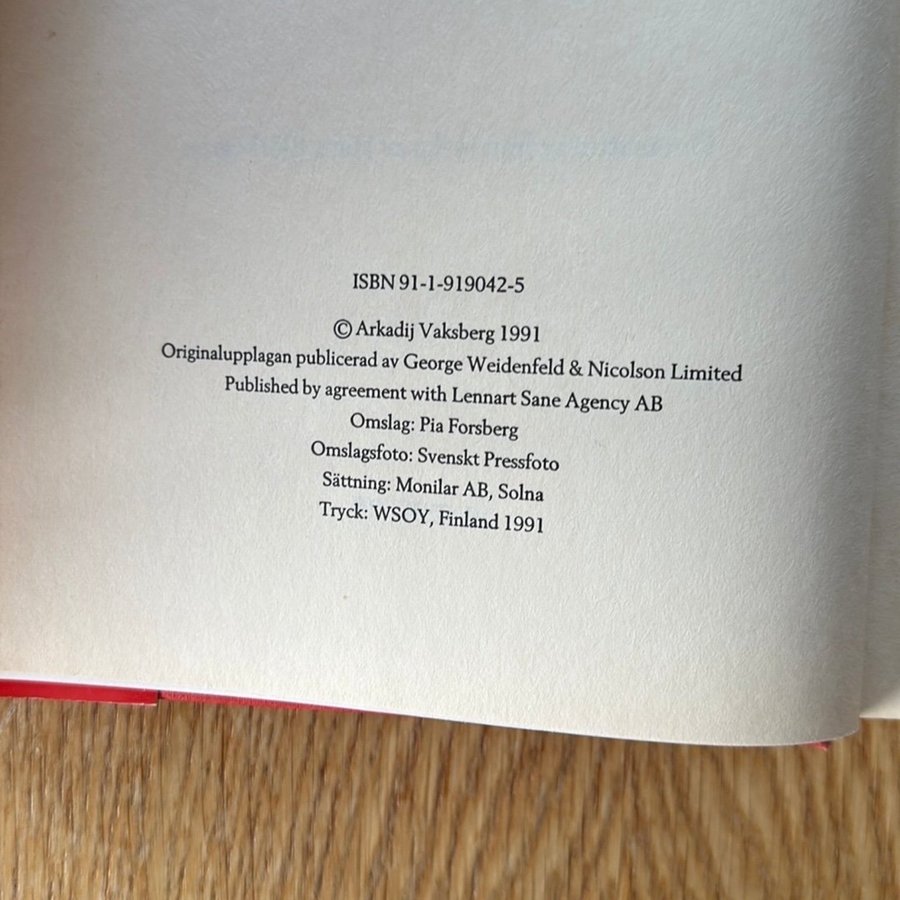 ISBN 91-1-919042-5
© Arkadij Vaksberg 1991
Originalupplagan publicerad av George Weidenfeld & Nicolson Limited
Published by agreement with Lennart Sane Agency AB
Omslag: Pia Forsberg
Omslagsfoto: Svenskt Pressfoto
Sättning: Monilar AB, Solna
Tryck: WSOY, Finland 1991